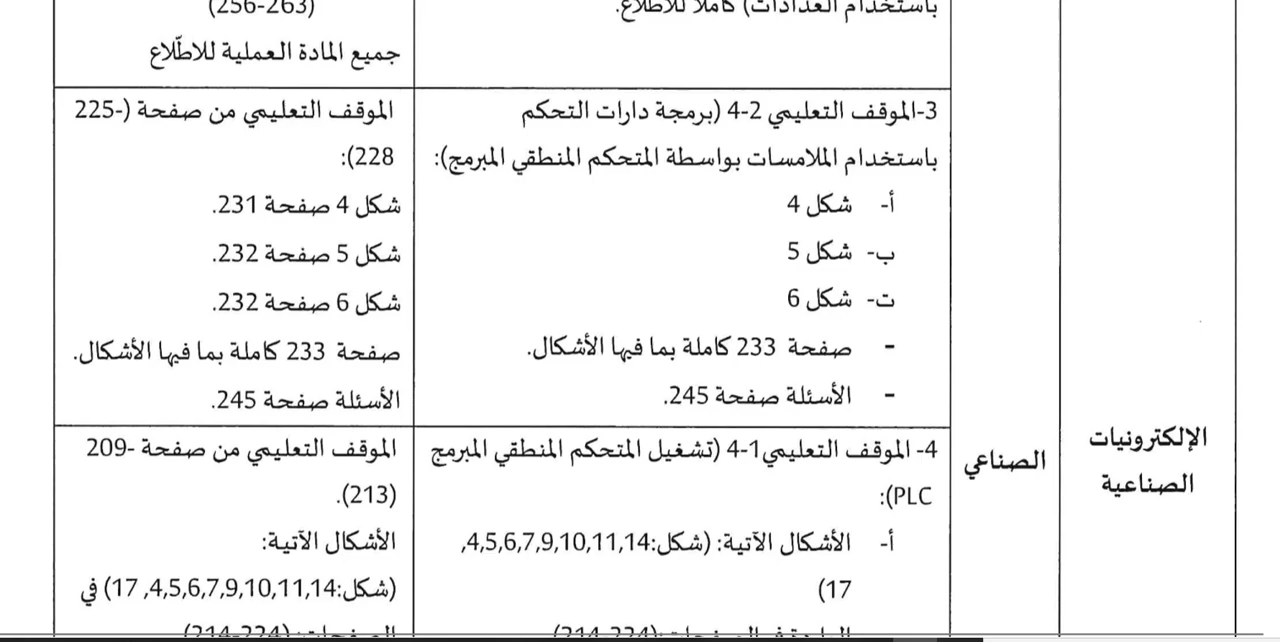 الإلكترونيات
الصناعية
الصناعي
باستخدام العدادات) كاملاً للاطلاع.
(256-263)
جميع المادة العملية للاطّلاع
3-الموقف التعليمي 2-4 (برمجة دارات التحكم
باستخدام الملامسات بواسطة المتحكم المنطقي المبرمج):
أ- شكل 4
ب- شكل 5
ت- شكل 6
- صفحة 233 كاملة بما فيها الأشكال.
- الأسئلة صفحة 245.
الموقف التعليمي من صفحة (225-
228):
شكل 4 صفحة 231.
شكل 5 صفحة 232.
شكل 6 صفحة 232.
صفحة 233 كاملة بما فيها الأشكال.
الأسئلة صفحة 245.
4- الموقف التعليمي1-4 (تشغيل المتحكم المنطقي المبرمج
PLC):
أ- الأشكال الآتية: (شكل:4,5,6,7,9,10,11,14,
17)
الموقف التعليمي من صفحة 209-
213).
الأشكال الآتية:
(شكل:4,5,6,7,9,10,11,14, 17) في
الصفحات: (214-224)